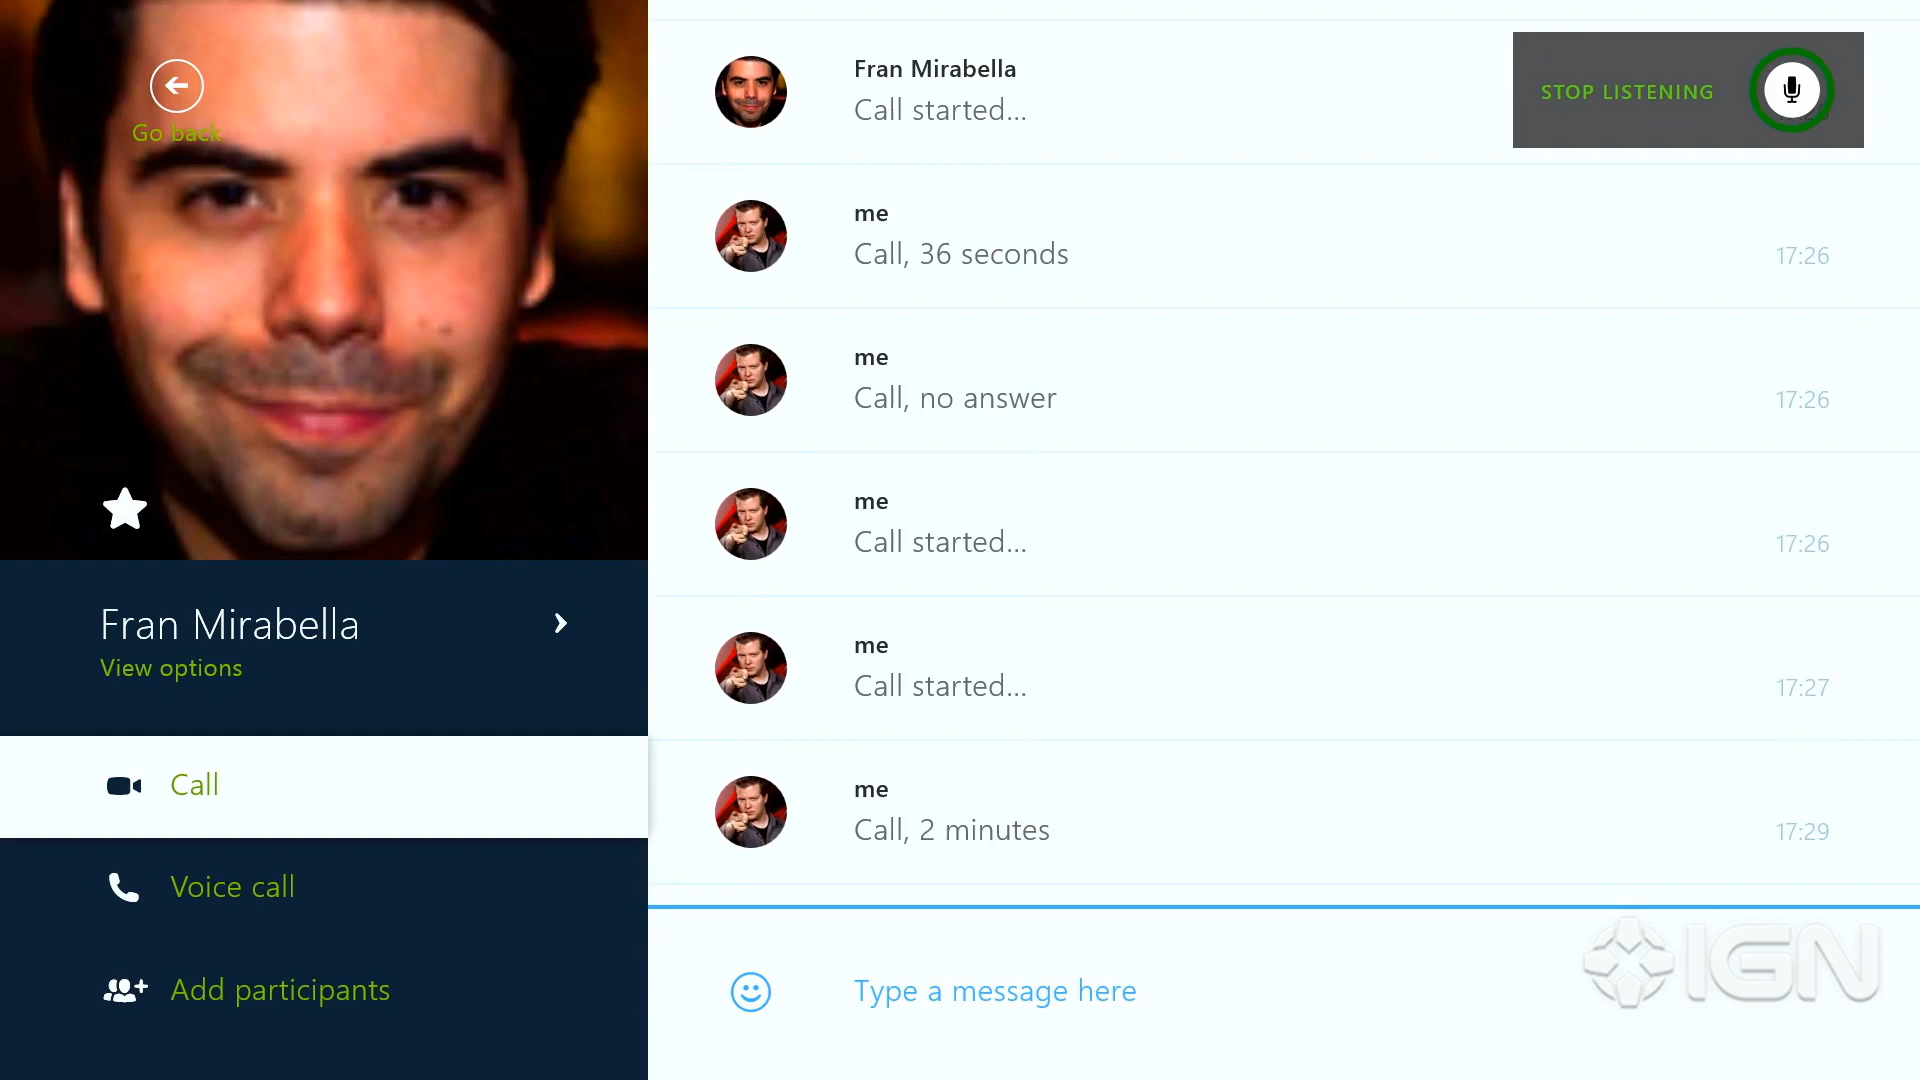 Go back
Fran Mirabella
View options
Call
Voice call
Add participants
Fran Mirabella
Call started...
STOP LISTENING
me
Call, 36 seconds
17:26
me
Call, no answer
17:26
me
Call started...
17:26
me
Call started...
17:27
me
Call, 2 minutes
17:29
Type a message here
IGN